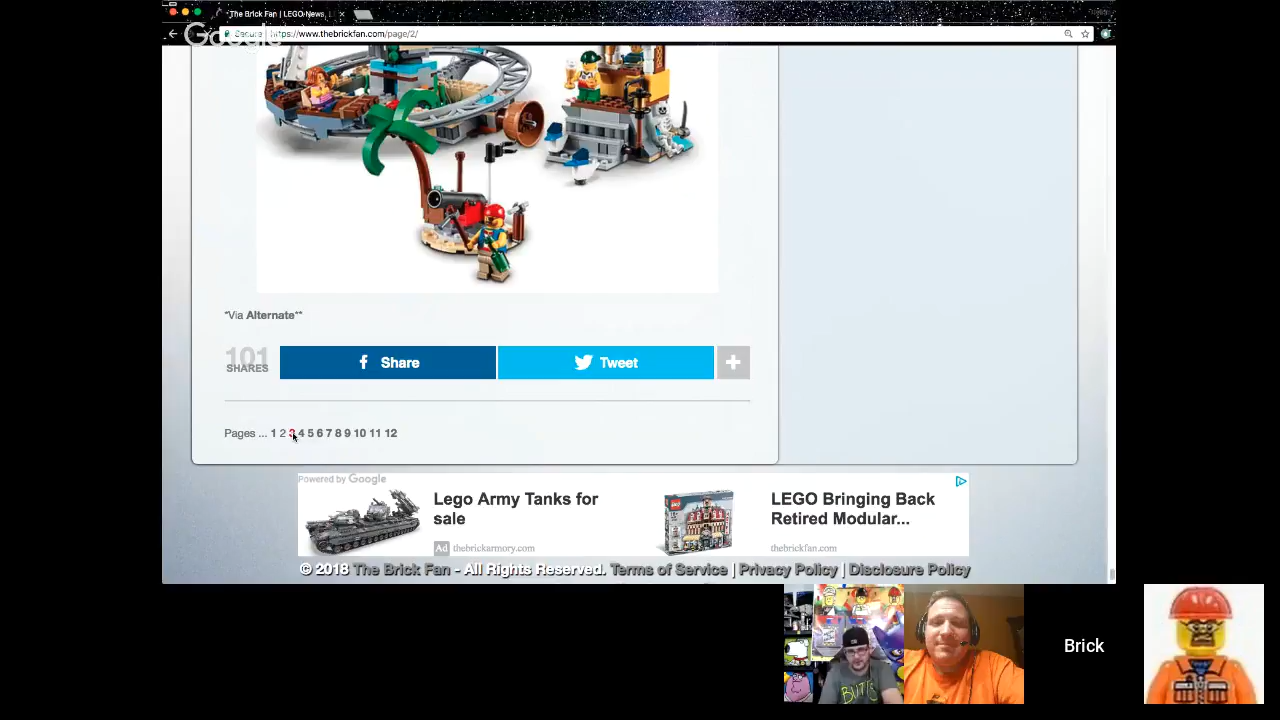 The Brick Fan | LEGO News
Google
Secure | https://www.thebrickfan.com/page/2/
*Via Alternate**
101
SHARES
Share
Tweet
Pages ... 1 2 3 4 5 6 7 8 9 10 11 12
Powered by Google
Lego Army Tanks for
sale
Ad thebrickarmory.com
LEGO Bringing Back
Retired Modular...
thebrickfan.com
© 2018 The Brick Fan - All Rights Reserved. Terms of Service | Privacy Policy | Disclosure Policy
Brick